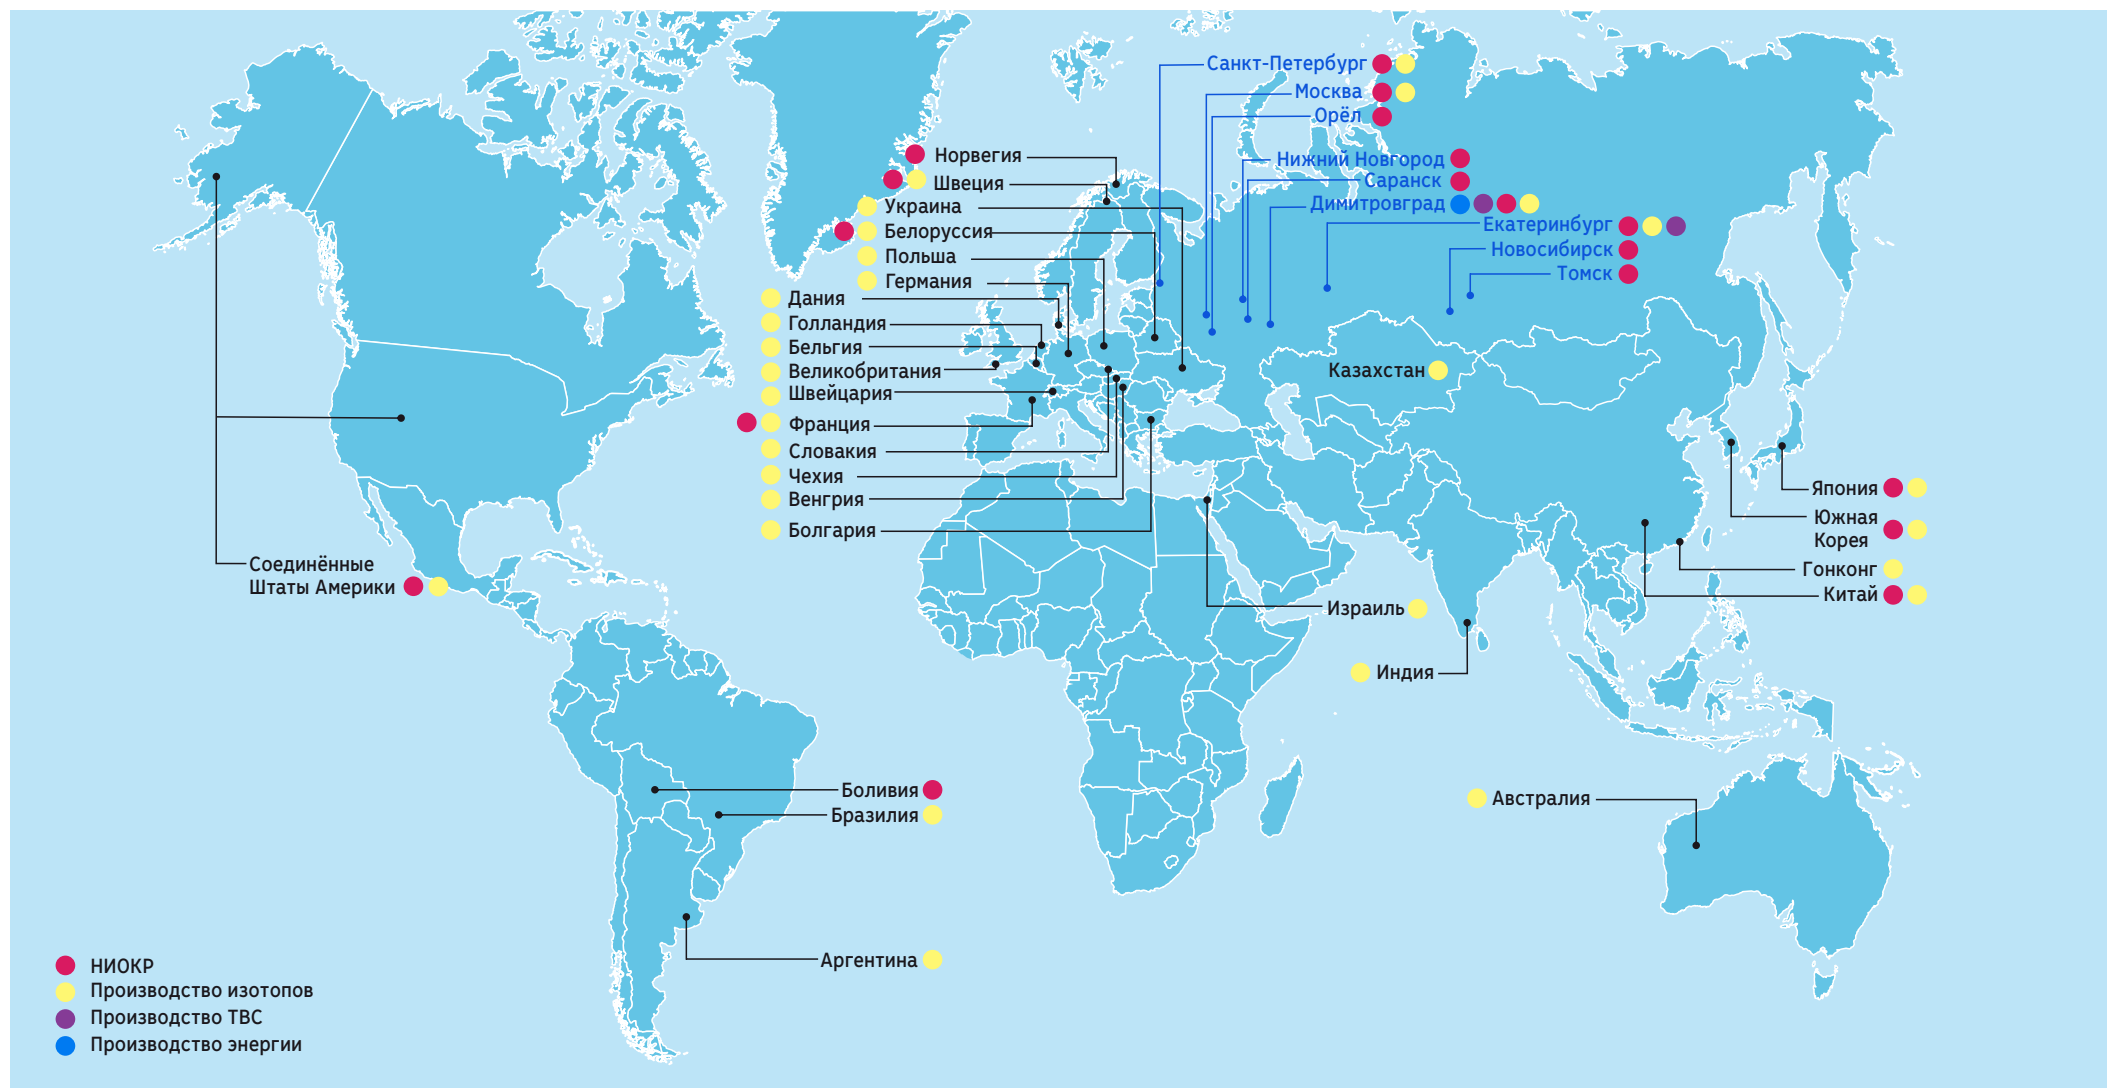 Санкт-Петербург
Москва
Орёл
Нижний Новгород
Саранск
Димитровград
Екатеринбург
Новосибирск
Томск
Норвегия
Швеция
Украина
Белоруссия
Польша
Германия
Дания
Голландия
Бельгия
Великобритания
Швейцария
Франция
Словакия
Чехия
Венгрия
Болгария
Казахстан
Япония
Южная
Корея
Гонконг
Китай
Израиль
Индия
Соединённые
Штаты Америки
Боливия
Бразилия
Австралия
Аргентина
НИОКР
Производство изотопов
Производство ТВС
Производство энергии